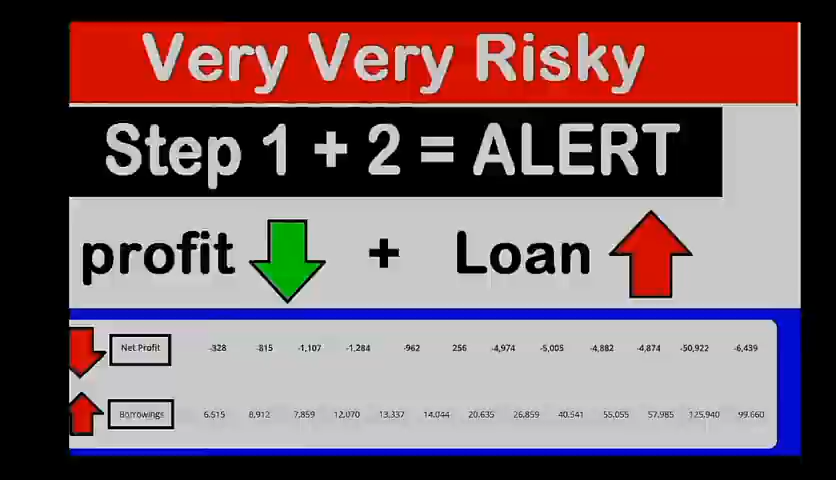 Very Very Risky
Step 1 + 2 = ALERT
profit + Loan
Net Profit -328 -815 -1,107 -1,284 -962 256 -4,974 -5,005 -4,882 -4,874 -50,922 -6,439
Borrowings 6,515 8,912 7,859 12,070 13,337 14,044 20,635 26,859 40,541 55,055 57,985 125,940 99,660